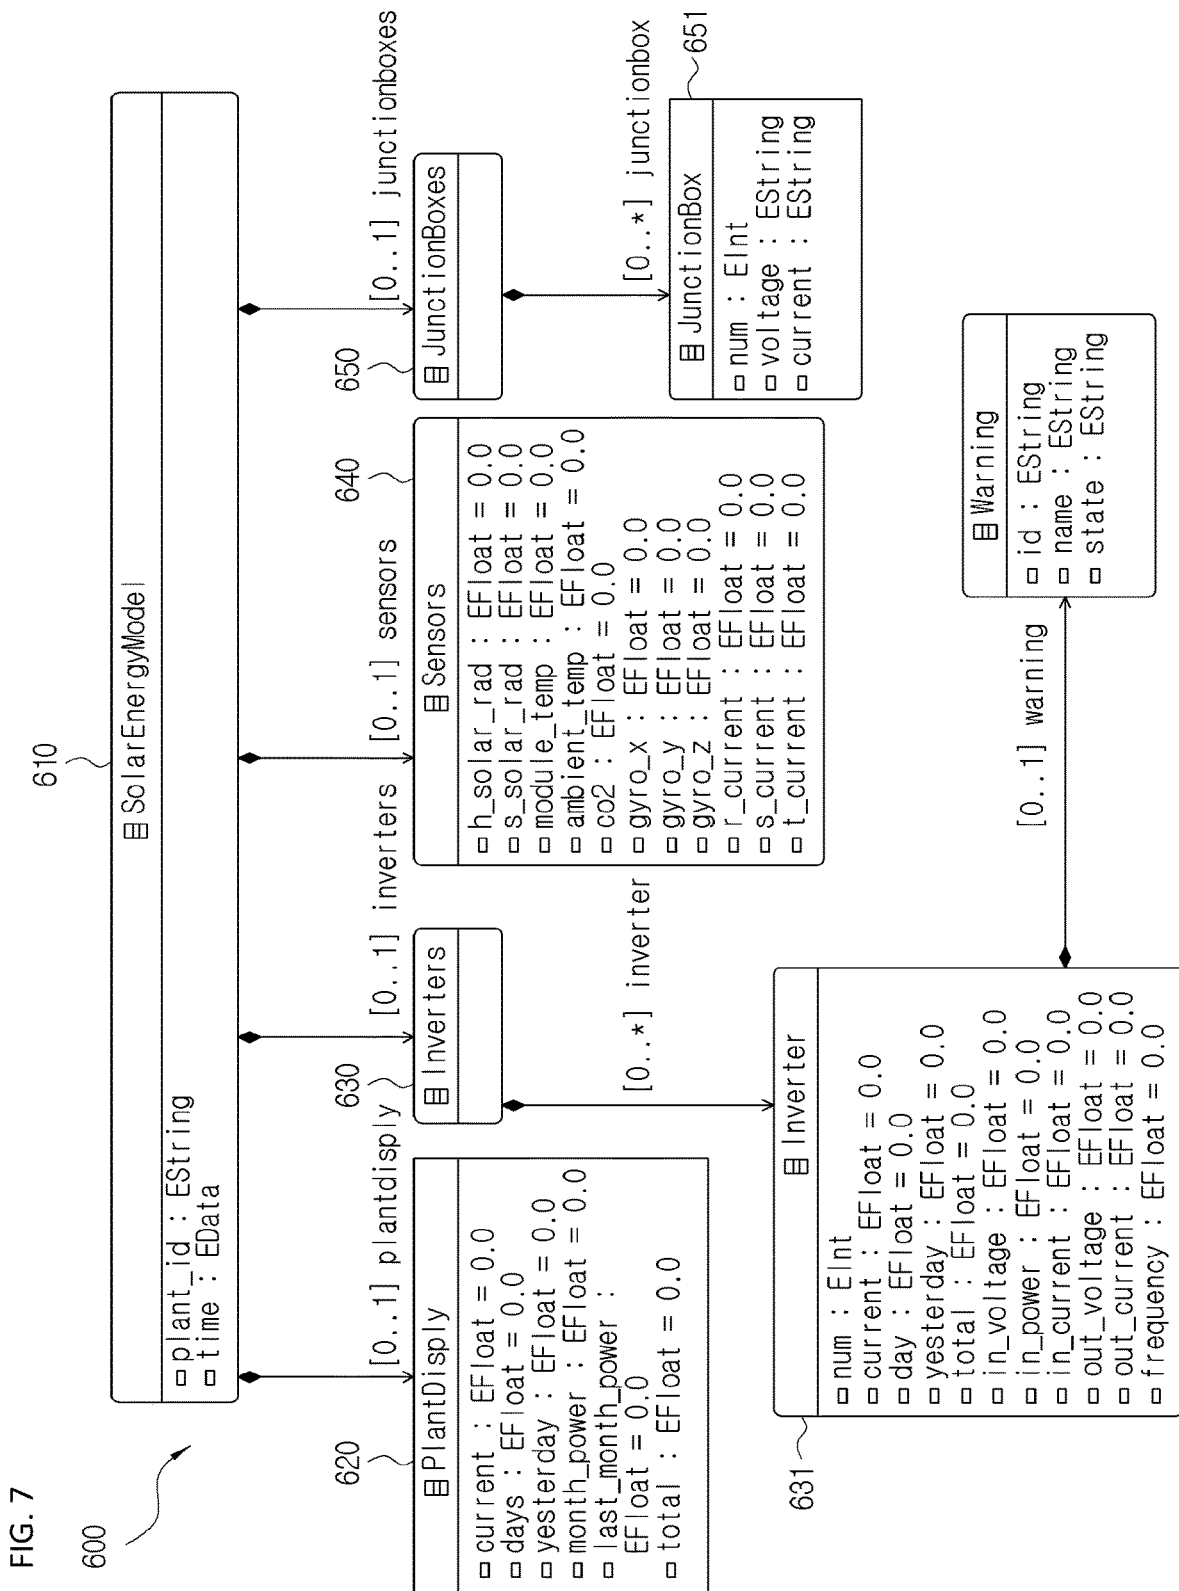 FIG. 7
600
610
SolarEnergyModel
plant_id : EString
time : EData
[0..1] plantdisply
[0..1] inverters
[0..1] sensors
[0..1] junctionboxes
620
PlantDisply
current : EFloat = 0.0
days : EFloat = 0.0
yesterday : EFloat = 0.0
month_power : EFloat = 0.0
last_month_power :
EFloat = 0.0
total : EFloat = 0.0
630
Inverters
[0..*] inverter
640
Sensors
h_solar_rad : EFloat = 0.0
s_solar_rad : EFloat = 0.0
module_temp : EFloat = 0.0
ambient_temp : EFloat = 0.0
co2 : EFloat = 0.0
gyro_x : EFloat = 0.0
gyro_y : EFloat = 0.0
gyro_z : EFloat = 0.0
r_current : EFloat = 0.0
s_current : EFloat = 0.0
t_current : EFloat = 0.0
650
JunctionBoxes
[0..*] junctionbox
651
JunctionBox
num : EInt
voltage : EString
current : EString
631
Inverter
num : EInt
current : EFloat = 0.0
day : EFloat = 0.0
yesterday : EFloat = 0.0
total : EFloat = 0.0
in_voltage : EFloat = 0.0
in_power : EFloat = 0.0
in_current : EFloat = 0.0
out_voltage : EFloat = 0.0
out_current : EFloat = 0.0
frequency : EFloat = 0.0
[0..1] warning
Warning
id : EString
name : EString
state : EString